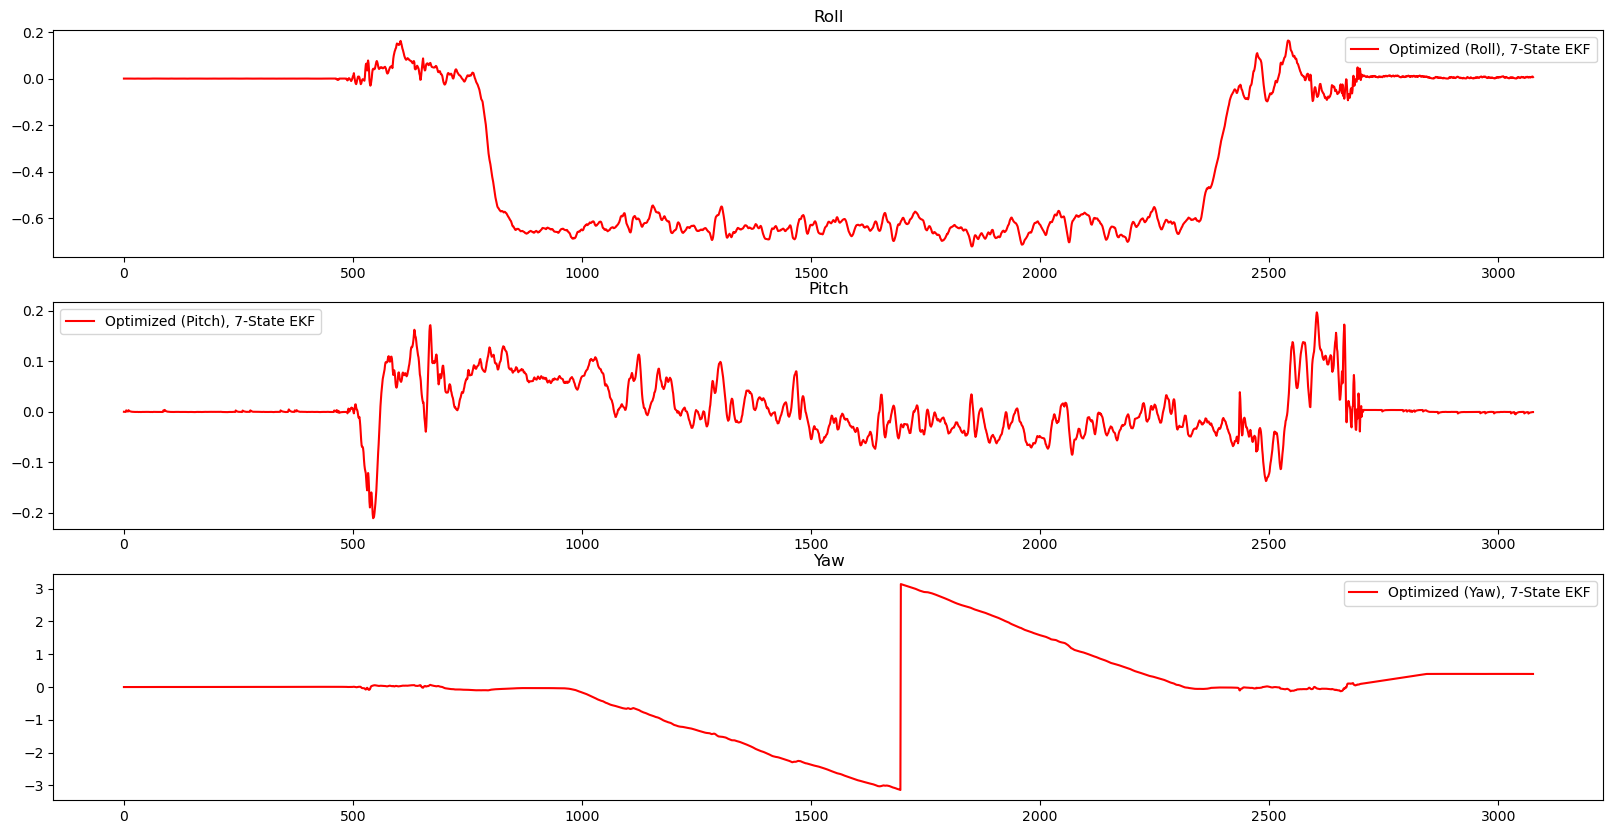 Roll
Optimized (Roll), 7-State EKF
0.2
0.0
−0.2
−0.4
−0.6
0 500 1000 1500 2000 2500 3000
Pitch
Optimized (Pitch), 7-State EKF
0.2
0.1
0.0
−0.1
−0.2
0 500 1000 1500 2000 2500 3000
Yaw
Optimized (Yaw), 7-State EKF
3
2
1
0
−1
−2
−3
0 500 1000 1500 2000 2500 3000